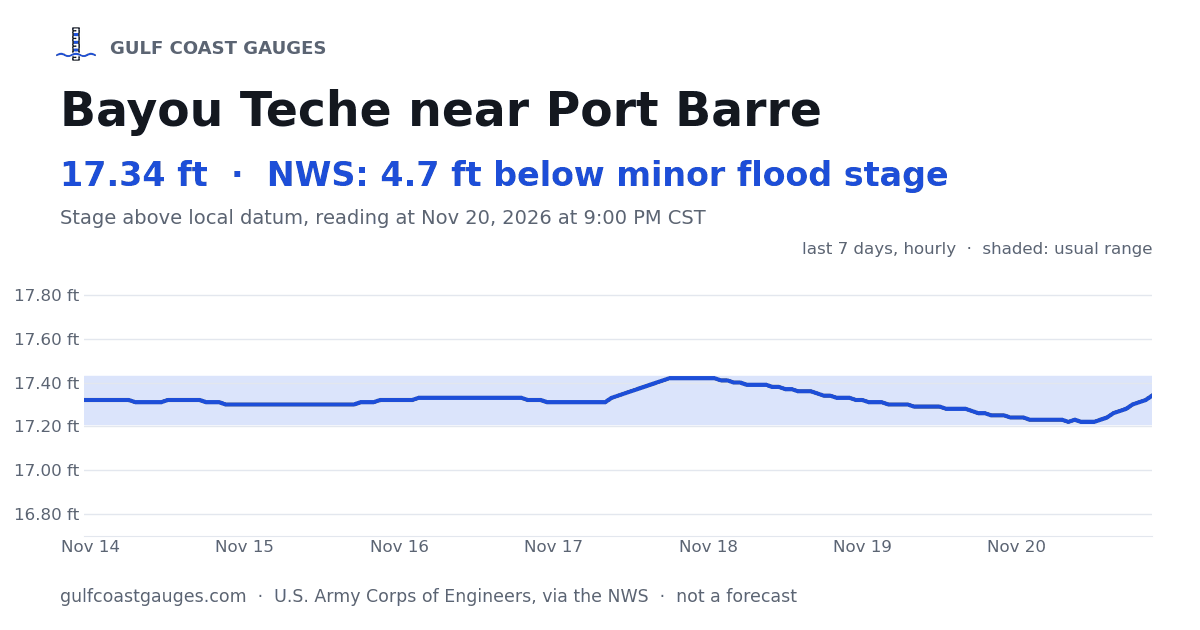 GULF COAST GAUGES
Bayou Teche near Port Barre
17.34 ft · NWS: 4.7 ft below minor flood stage
Stage above local datum, reading at Nov 20, 2026 at 9:00 PM CST
last 7 days, hourly · shaded: usual range
17.80 ft
17.60 ft
17.40 ft
17.20 ft
17.00 ft
16.80 ft
Nov 14 Nov 15 Nov 16 Nov 17 Nov 18 Nov 19 Nov 20
gulfcoastgauges.com · U.S. Army Corps of Engineers, via the NWS · not a forecast